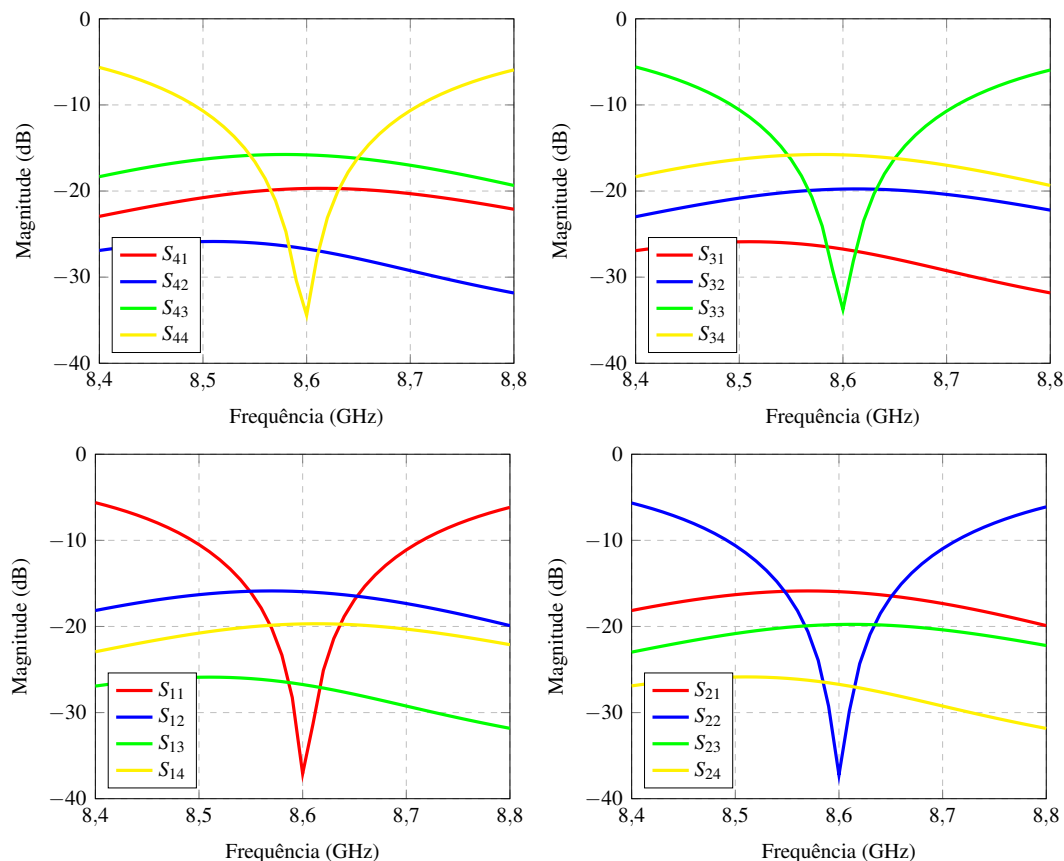 0
−10
−20
−30
−40
Magnitude (dB)
8,4
8,5
8,6
8,7
8,8
Frequência (GHz)
S41
S42
S43
S44
0
−10
−20
−30
−40
Magnitude (dB)
8,4
8,5
8,6
8,7
8,8
Frequência (GHz)
S31
S32
S33
S34
0
−10
−20
−30
−40
Magnitude (dB)
8,4
8,5
8,6
8,7
8,8
Frequência (GHz)
S11
S12
S13
S14
0
−10
−20
−30
−40
Magnitude (dB)
8,4
8,5
8,6
8,7
8,8
Frequência (GHz)
S21
S22
S23
S24